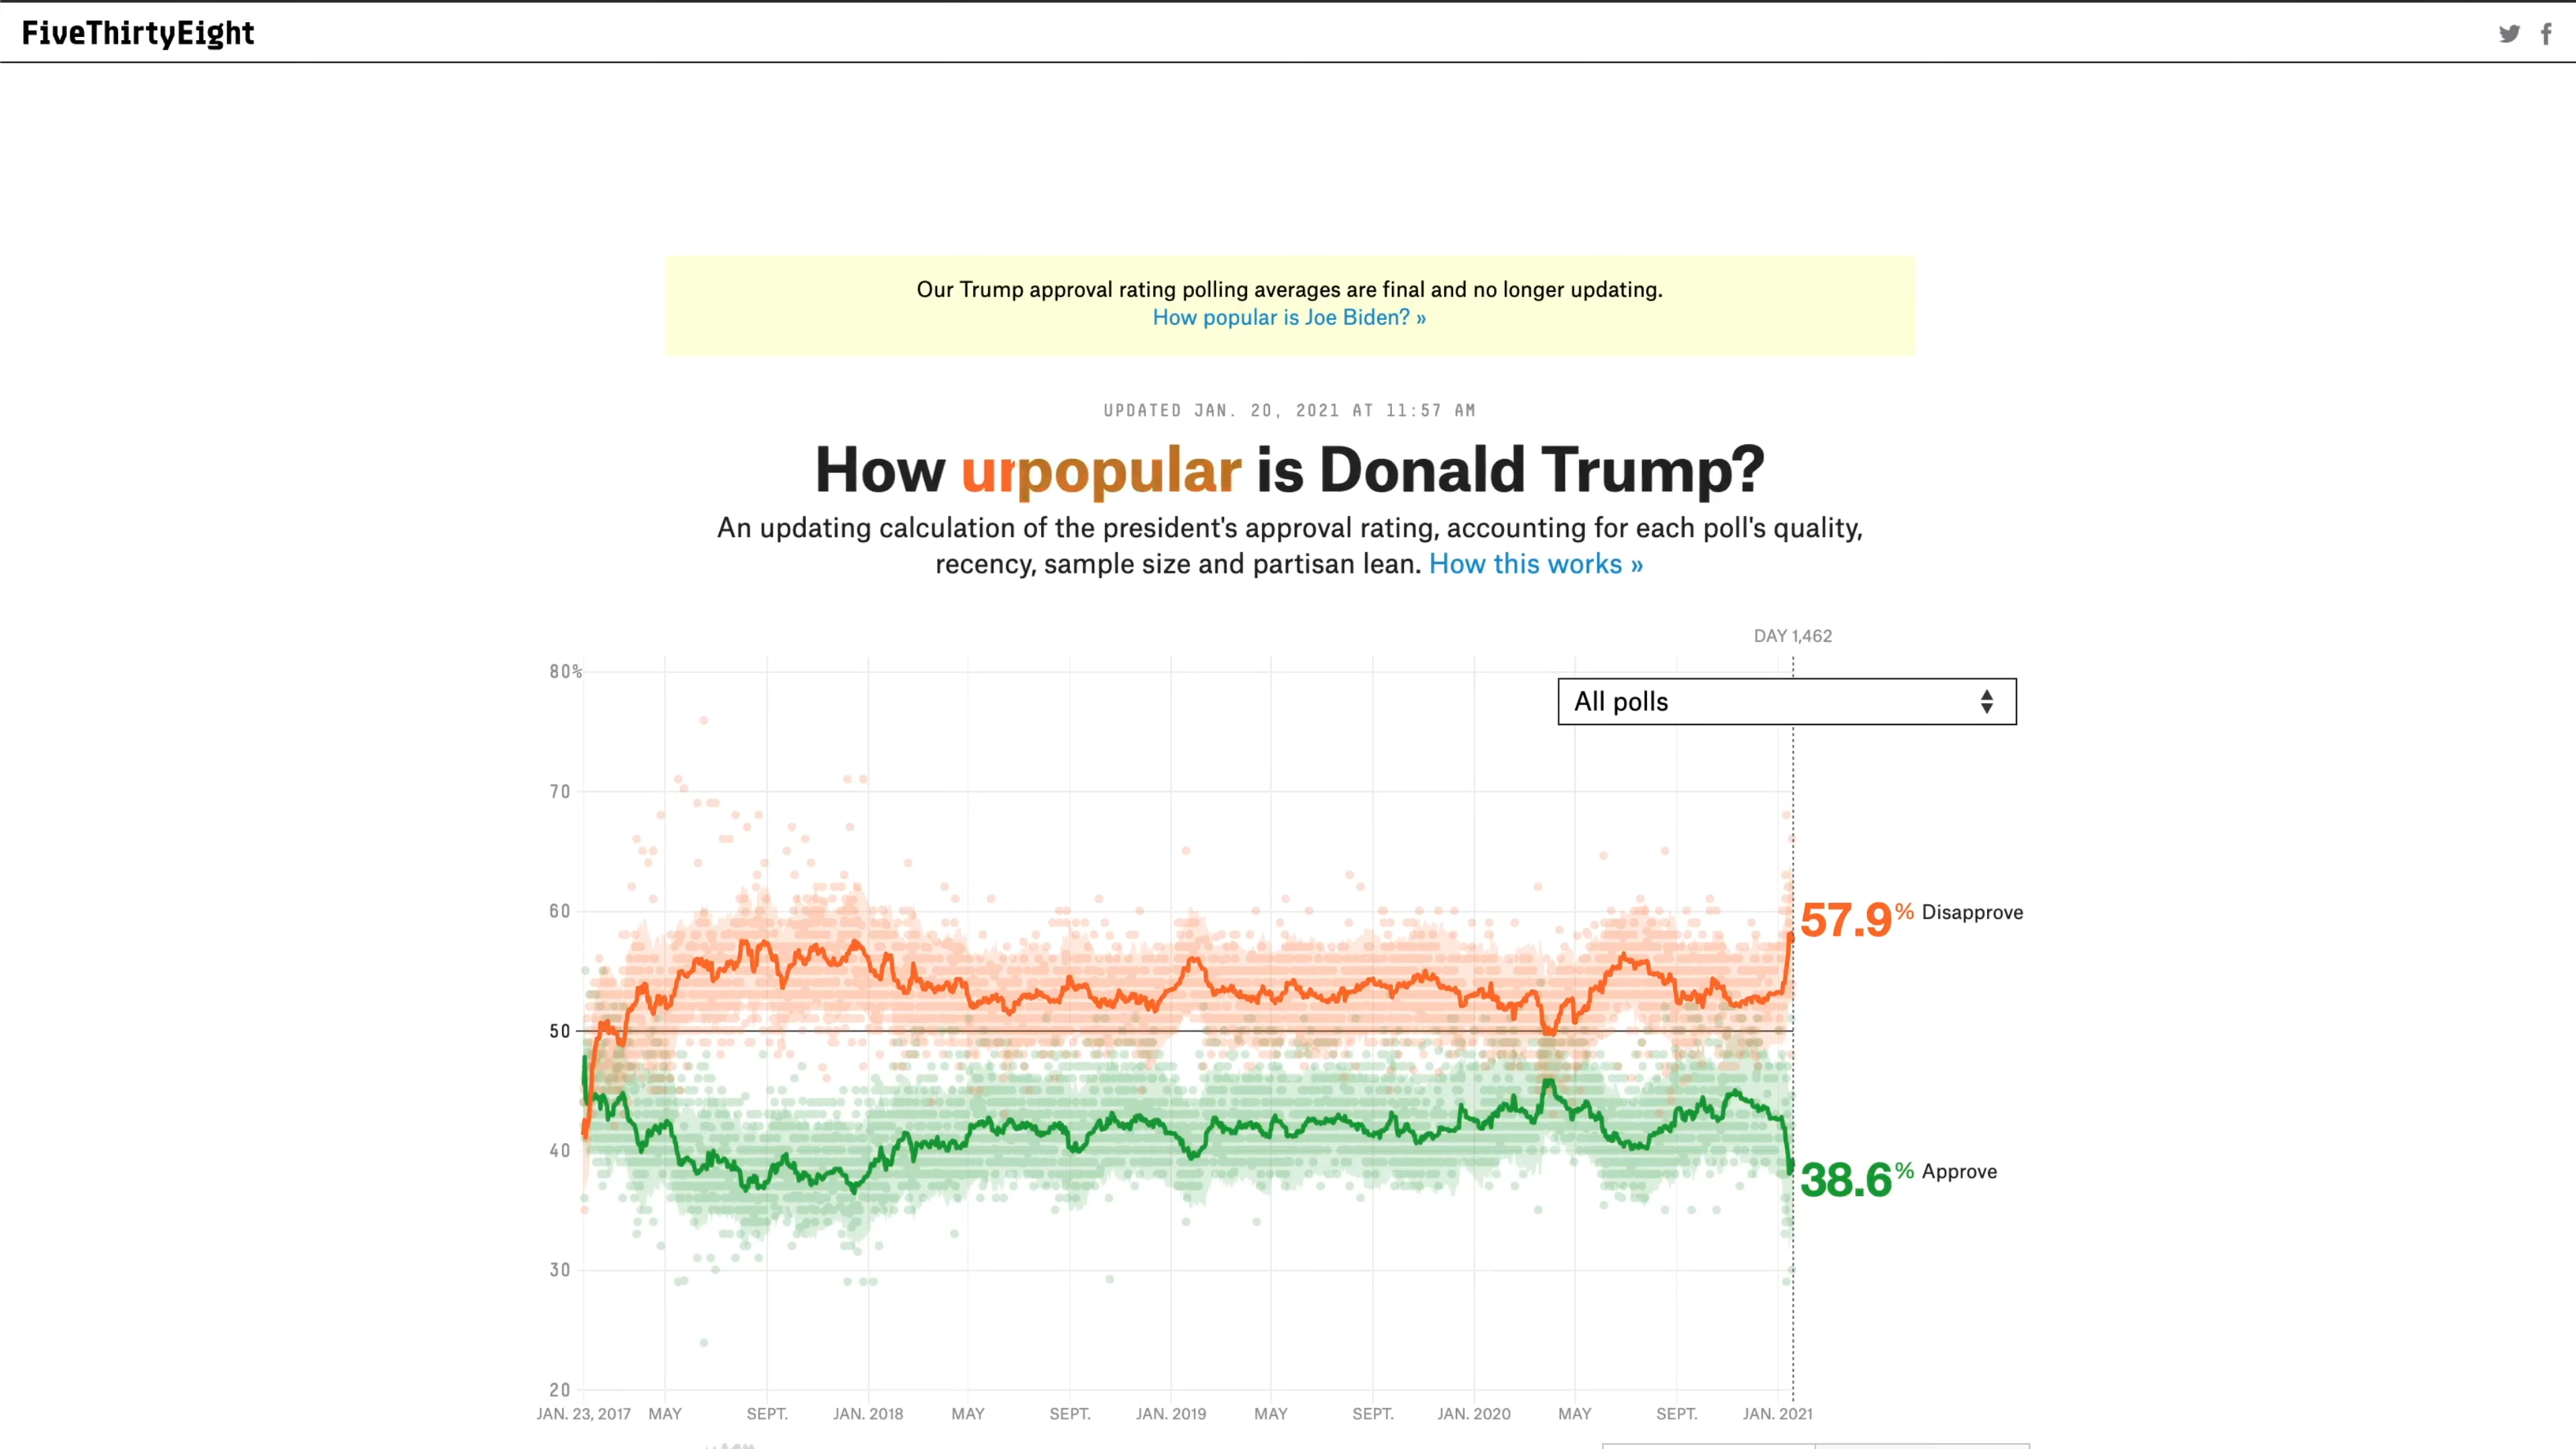 FiveThirtyEight
Our Trump approval rating polling averages are final and no longer updating.
How popular is Joe Biden? »
UPDATED JAN. 20, 2021 AT 11:57 AM
How urpopular is Donald Trump?
An updating calculation of the president's approval rating, accounting for each poll's quality,
recency, sample size and partisan lean. How this works »
DAY 1,462
80%
All polls
70
60
57.9% Disapprove
50
40
38.6% Approve
30
20
JAN. 23, 2017 MAY SEPT. JAN. 2018 MAY SEPT. JAN. 2019 MAY SEPT. JAN. 2020 MAY SEPT. JAN. 2021